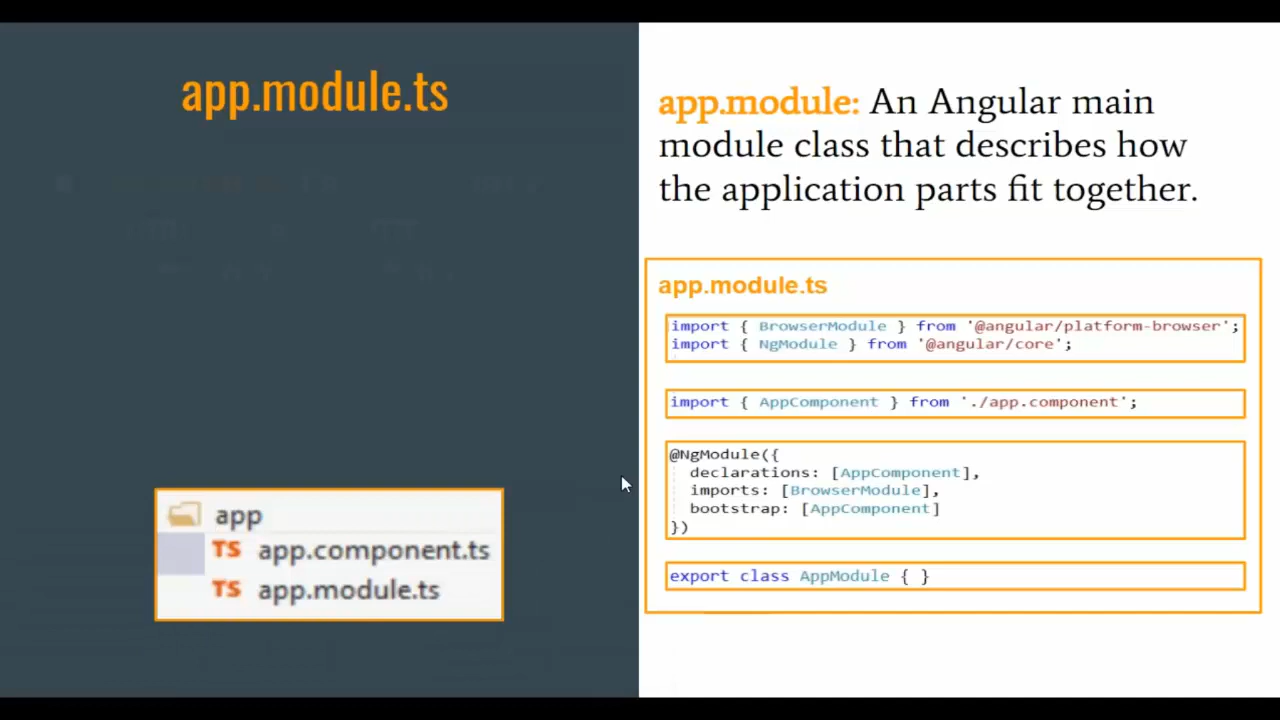 app.module.ts
app
TS app.component.ts
TS app.module.ts
app.module: An Angular main
module class that describes how
the application parts fit together.
app.module.ts
import { BrowserModule } from '@angular/platform-browser';
import { NgModule } from '@angular/core';
import { AppComponent } from './app.component';
@NgModule({
declarations: [AppComponent],
imports: [BrowserModule],
bootstrap: [AppComponent]
})
export class AppModule { }